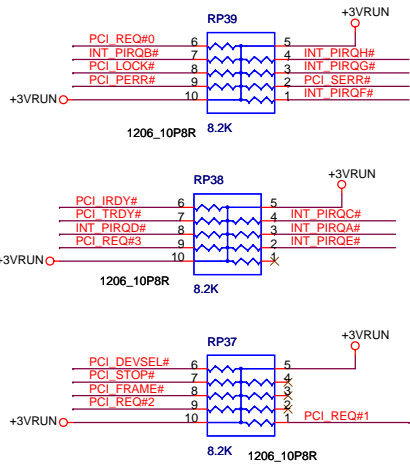 RP39
+3VRUN
PCI_REQ#0 6 5
INT_PIRQB# 7 4 INT_PIRQH#
PCI_LOCK# 8 3 INT_PIRQG#
PCI_PERR# 9 2 PCI_SERR#
+3VRUN 10 1 INT_PIRQF#
1206_10P8R 8.2K
RP38
+3VRUN
PCI_IRDY# 6 5
PCI_TRDY# 7 4 INT_PIRQC#
INT_PIRQD# 8 3 INT_PIRQA#
PCI_REQ#3 9 2 INT_PIRQE#
+3VRUN 10 1
1206_10P8R 8.2K
RP37
+3VRUN
PCI_DEVSEL# 6 5
PCI_STOP# 7 4
PCI_FRAME# 8 3
PCI_REQ#2 9 2
+3VRUN 10 1 PCI_REQ#1
8.2K 1206_10P8R